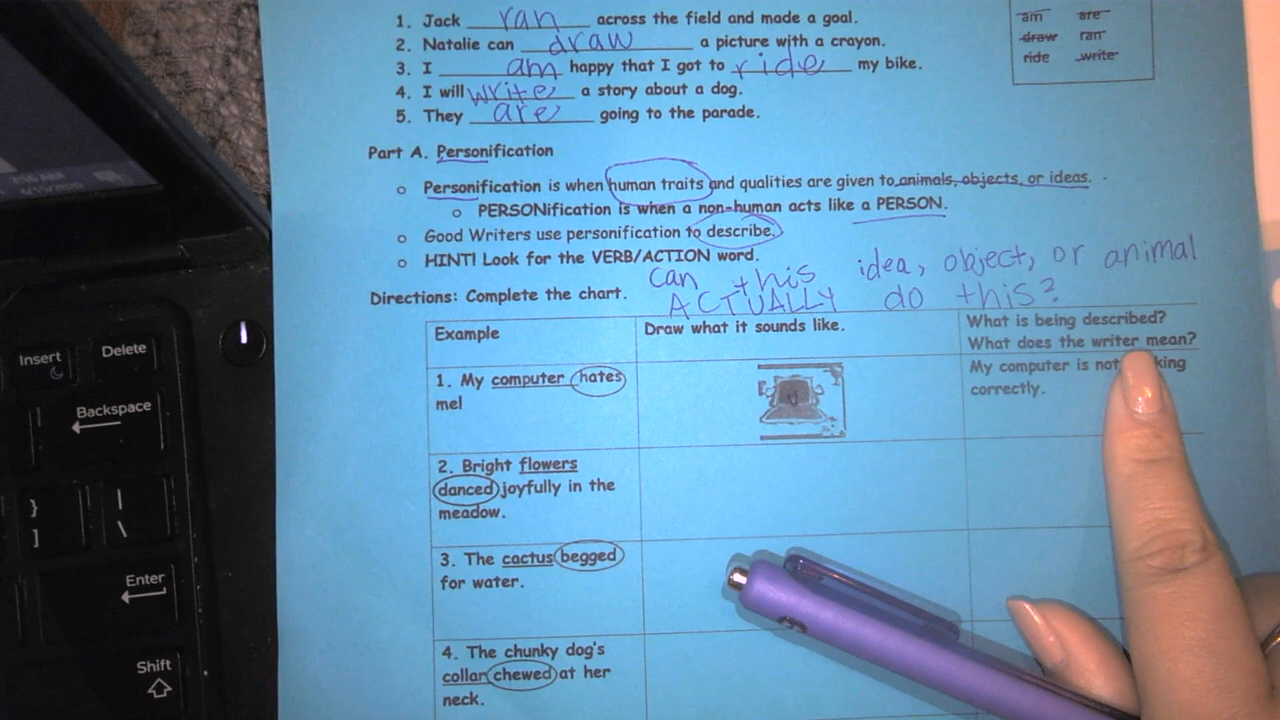 1. Jack ran across the field and made a goal.
2. Natalie can draw a picture with a crayon.
3. I am happy that I got to ride my bike.
4. I will write a story about a dog.
5. They are going to the parade.
am are
draw ran
ride write
Part A. Personification
Personification is when human traits and qualities are given to animals, objects, or ideas.
PERSONification is when a non-human acts like a PERSON.
Good Writers use personification to describe.
HINT! Look for the VERB/ACTION word.
can this idea, object, or animal
ACTUALLY do this?
Directions: Complete the chart.
Example
Draw what it sounds like.
What is being described?
What does the writer mean?
1. My computer hates
me!
My computer is not
correctly.
2. Bright flowers
danced joyfully in the
meadow.
3. The cactus begged
for water.
4. The chunky dog's
collar chewed at her
neck.
Insert
Delete
Backspace
}
]
|
\
Enter
Shift